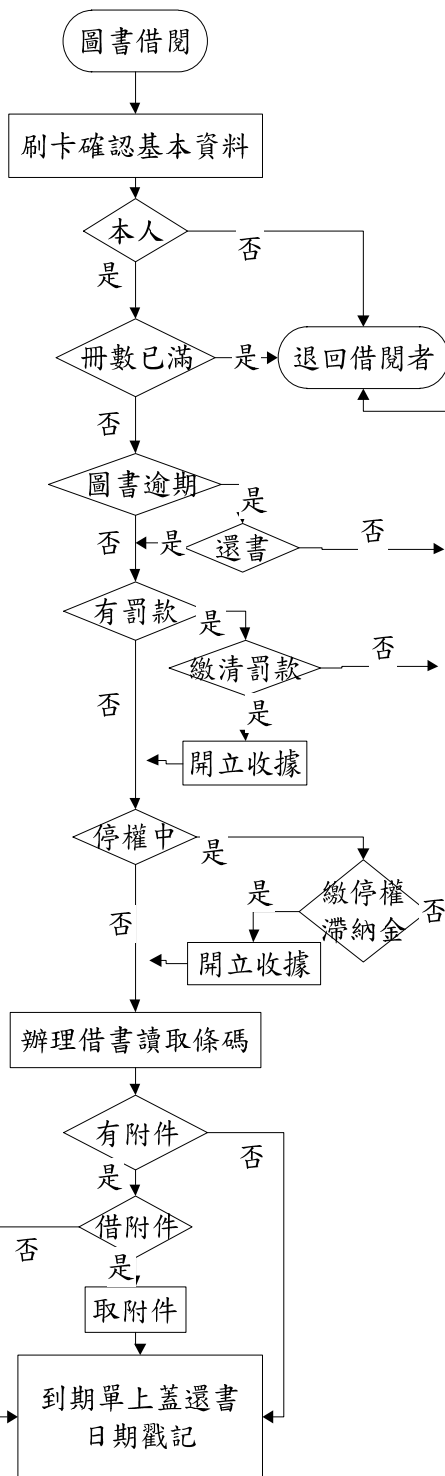 圖書借閱
刷卡確認基本資料
本人
否
是
冊數已滿
是
退回借閱者
否
圖書逾期
是
否
是
還書
否
有罰款
是
繳清罰款
否
否
是
開立收據
停權中
是
繳停權
滯納金
是
否
否
開立收據
辦理借書讀取條碼
有附件
否
是
借附件
否
是
取附件
到期單上蓋還書
日期戳記